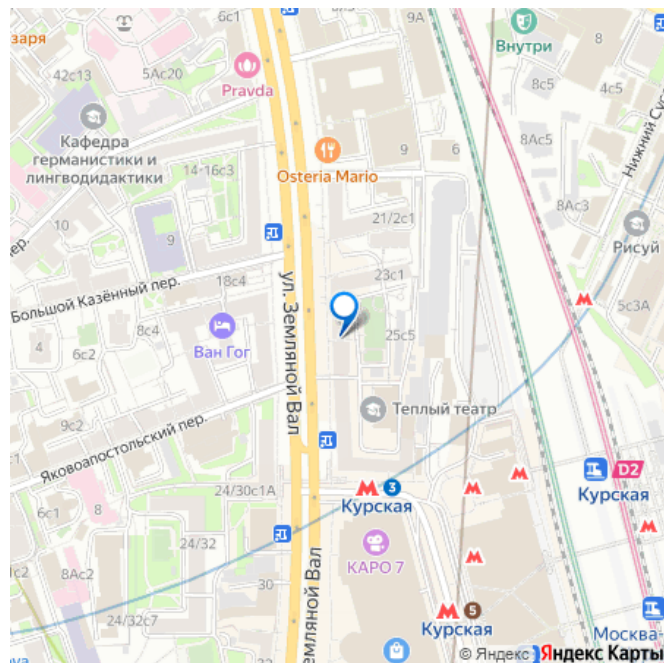 6с1
6с2
9А
заря
Внутри
8
42с13
5Ас20
Pravda
8с5
4с5
Кафедра
германистики и
лингводидактики
14-16с3
Osteria Mario
9
6
8Ас5
Нижний Сус
10
9
21/2с1
8Ас3
Рисуй
пер.
Большой Казённый пер.
18с4
ул. Земляной Вал
23с1
5с3А
4
6с2
8с4
Ван Гог
25с5
9с2
Яковоапостольский пер.
Теплый театр
24/30с1А
3
Курская
D2
Курская
6с1
8
24/32
КАРО 7
8Ас2
с2
30
Земляной Вал
24/32с7
5
Курская
Москва
ya
© Яндекс Яндекс Карты